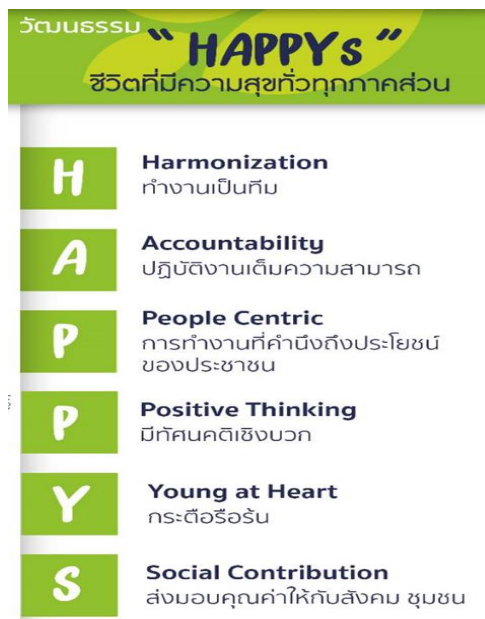 วัฒนธรรม “ HAPPYs ”
ชีวิตที่มีความสุขทั่วทุกภาคส่วน
H
Harmonization
ทำงานเป็นทีม
A
Accountability
ปฏิบัติงานเต็มความสามารถ
P
People Centric
การทำงานที่คำนึงถึงประโยชน์
ของประชาชน
P
Positive Thinking
มีทัศนคติเชิงบวก
Y
Young at Heart
กระตือรือร้น
S
Social Contribution
ส่งมอบคุณค่าให้กับสังคม ชุมชน